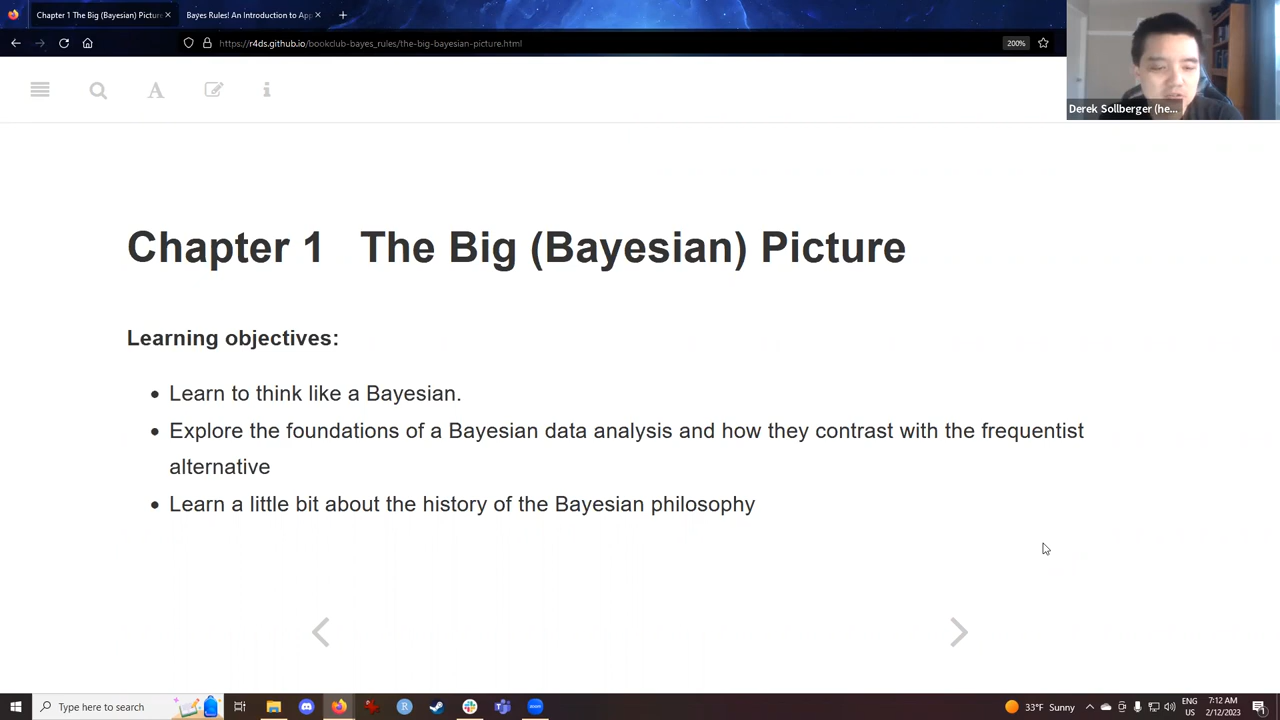 Chapter 1 The Big (Bayesian) Picture
Bayes Rules! An Introduction to App
https://r4ds.github.io/bookclub-bayes_rules/the-big-bayesian-picture.html
200%
Derek Sollberger (he...
Chapter 1 The Big (Bayesian) Picture
Learning objectives:
Learn to think like a Bayesian.
Explore the foundations of a Bayesian data analysis and how they contrast with the frequentist
alternative
Learn a little bit about the history of the Bayesian philosophy
Type here to search
33°F Sunny
ENG
US
7:12 AM
2/12/2023